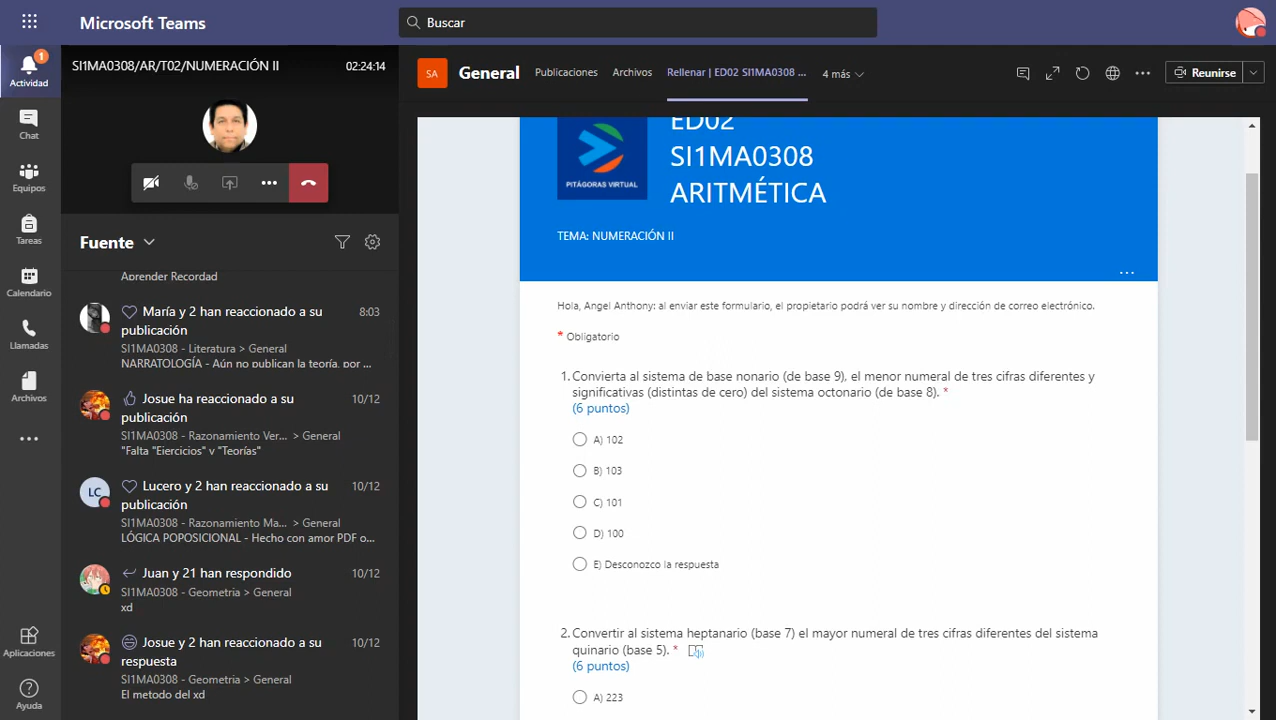 Microsoft Teams
Buscar
Actividad
1
Chat
Equipos
Tareas
Calendario
Llamadas
Archivos
Aplicaciones
Ayuda
SI1MA0308/AR/T02/NUMERACIÓN II
02:24:14
Fuente
Aprender Recordad
María y 2 han reaccionado a su publicación
8:03
SI1MA0308 - Literatura > General
NARRATOLOGÍA - Aún no publican la teoría, por ...
Josue ha reaccionado a su publicación
10/12
SI1MA0308 - Razonamiento Ver... > General
"Falta "Ejercicios" y "Teorías"
LC
Lucero y 2 han reaccionado a su publicación
10/12
SI1MA0308 - Razonamiento Ma... > General
LÓGICA POPOSICIONAL - Hecho con amor PDF o...
Juan y 21 han respondido
10/12
SI1MA0308 - Geometria > General
xd
Josue y 2 han reaccionado a su respuesta
10/12
SI1MA0308 - Geometria > General
El metodo del xd
SA
General
Publicaciones
Archivos
Rellenar | ED02 SI1MA0308 ...
4 más
Reunirse
PITÁGORAS VIRTUAL
ED02
SI1MA0308
ARITMÉTICA
TEMA: NUMERACIÓN II
...
Hola, Angel Anthony: al enviar este formulario, el propietario podrá ver su nombre y dirección de correo electrónico.
* Obligatorio
1. Convierta al sistema de base nonario (de base 9), el menor numeral de tres cifras diferentes y
significativas (distintas de cero) del sistema octonario (de base 8). *
(6 puntos)
A) 102
B) 103
C) 101
D) 100
E) Desconozco la respuesta
2. Convertir al sistema heptanario (base 7) el mayor numeral de tres cifras diferentes del sistema
quinario (base 5). *
(6 puntos)
A) 223